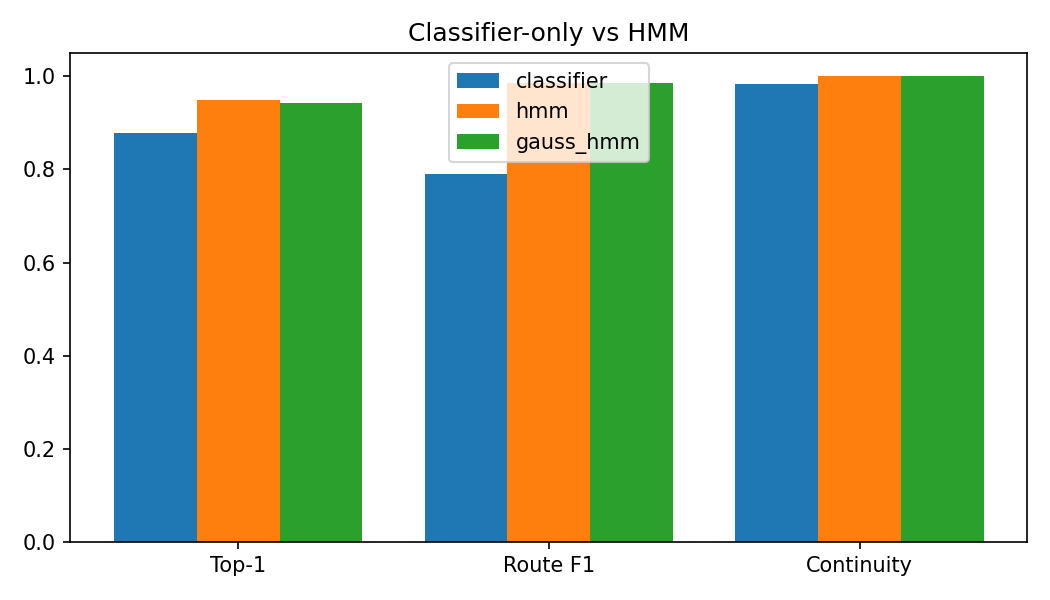 Classifier-only vs HMM
classifier
hmm
gauss_hmm
1.0
0.8
0.6
0.4
0.2
0.0
Top-1
Route F1
Continuity